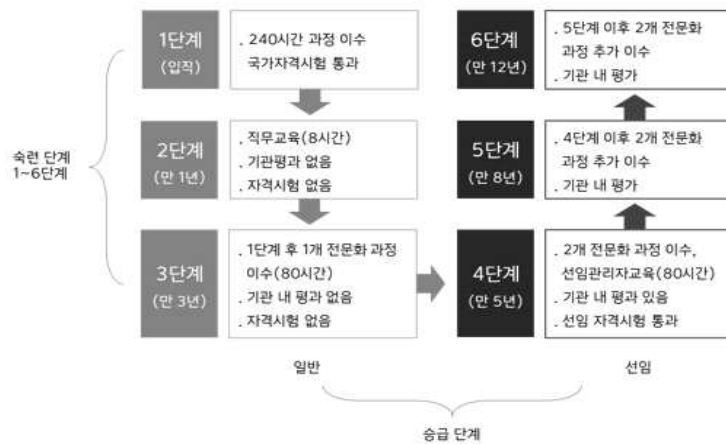 숙련 단계
1~6단계
1단계
(입직)
. 240시간 과정 이수
국가자격시험 통과
2단계
(만 1년)
. 직무교육(8시간)
. 기관평과 없음
. 자격시험 없음
3단계
(만 3년)
. 1단계 후 1개 전문화 과정
이수(80시간)
. 기관 내 평과 없음
. 자격시험 없음
일반
6단계
(만 12년)
. 5단계 이후 2개 전문화
과정 추가 이수
. 기관 내 평가
5단계
(만 8년)
. 4단계 이후 2개 전문화
과정 추가 이수
. 기관 내 평가
4단계
(만 5년)
. 2개 전문화 과정 이수,
선임관리자교육(80시간)
. 기관 내 평과 있음
. 선임 자격시험 통과
선임
승급 단계